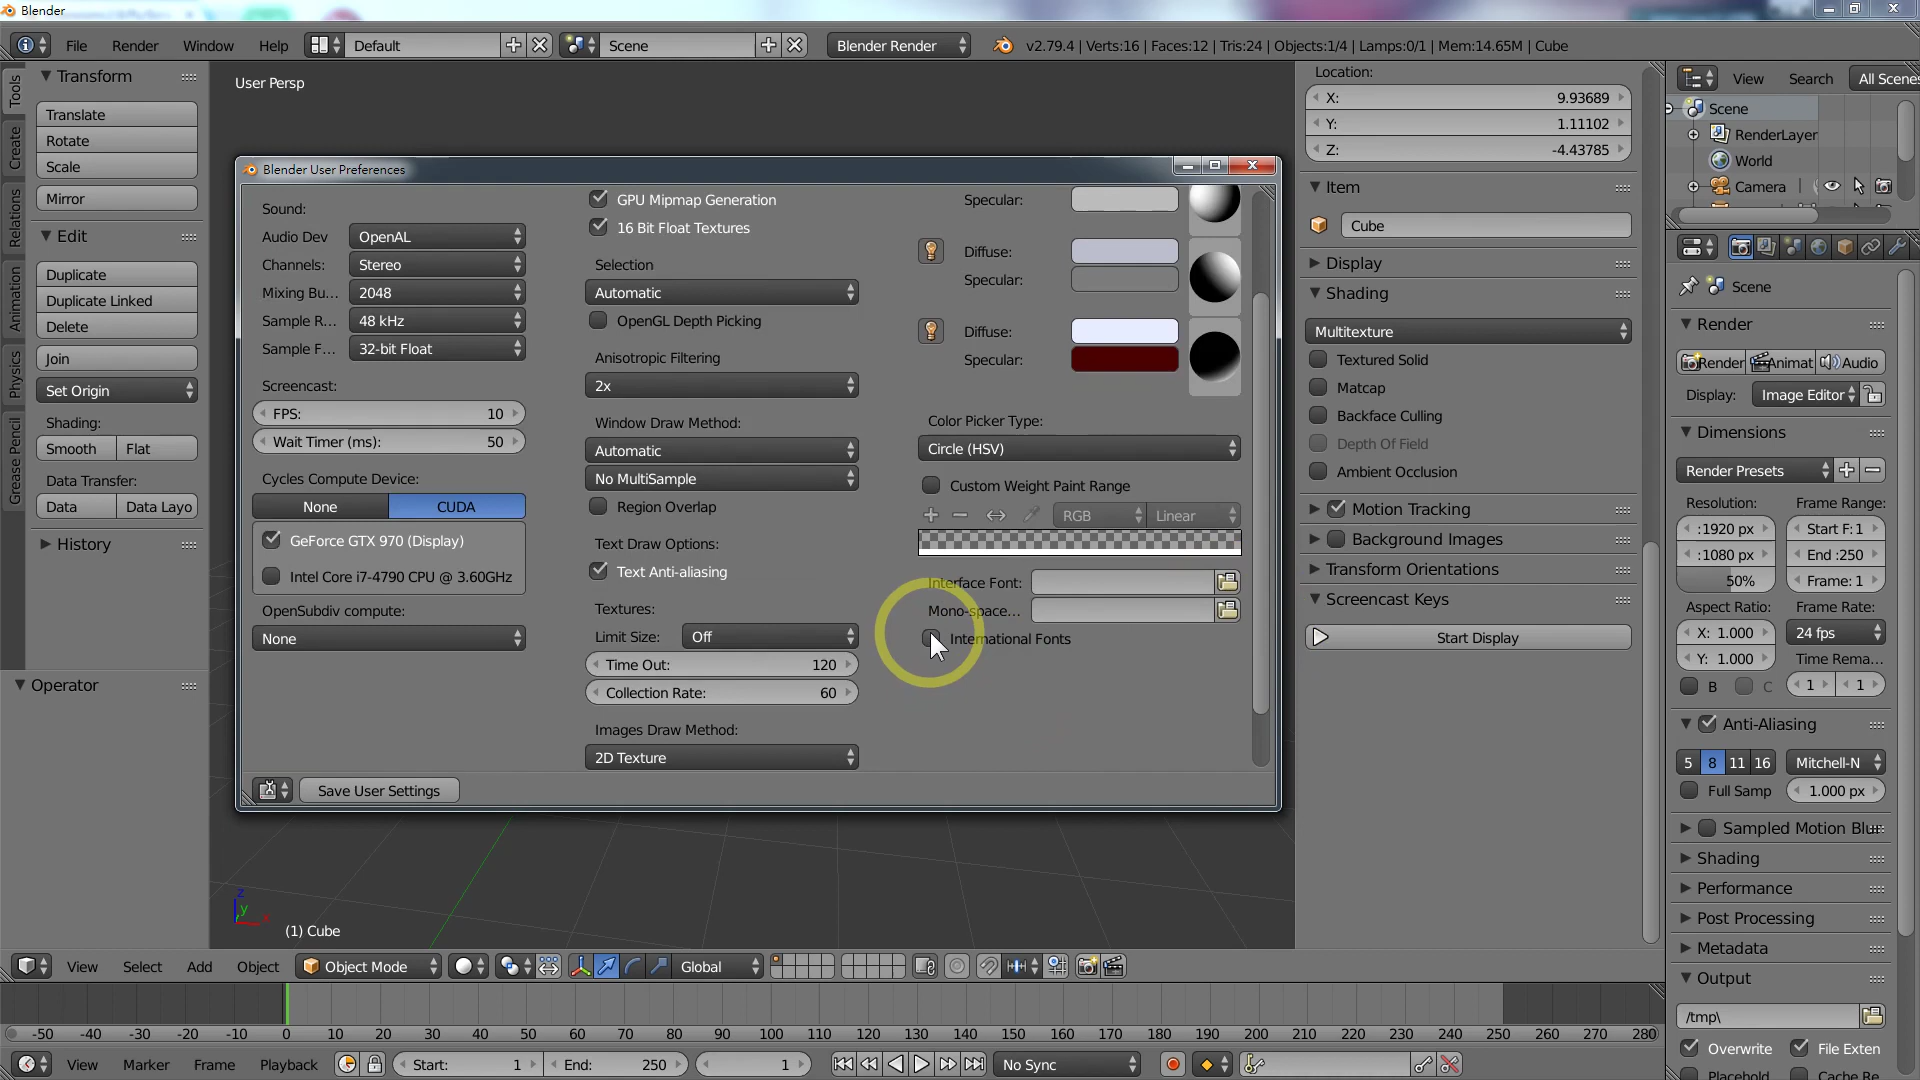 Blender
File Render Window Help Default Scene Blender Render v2.79.4 | Verts:16 | Faces:12 | Tris:24 | Objects:1/4 | Lamps:0/1 | Mem:14.65M | Cube
Tools
Create
Relations
Animation
Physics
Grease Pencil
Transform
Translate
Rotate
Scale
Mirror
Edit
Duplicate
Duplicate Linked
Delete
Join
Set Origin
Shading:
Smooth Flat
Data Transfer:
Data Data Layo
History
Operator
User Persp
Blender User Preferences
Sound:
Audio Dev OpenAL
Channels: Stereo
Mixing Bu... 2048
Sample R... 48 kHz
Sample F... 32-bit Float
Screencast:
FPS: 10
Wait Timer (ms): 50
Cycles Compute Device:
None CUDA
GeForce GTX 970 (Display)
Intel Core i7-4790 CPU @ 3.60GHz
OpenSubdiv compute:
None
GPU Mipmap Generation
16 Bit Float Textures
Selection
Automatic
OpenGL Depth Picking
Anisotropic Filtering
2x
Window Draw Method:
Automatic
No MultiSample
Region Overlap
Text Draw Options:
Text Anti-aliasing
Textures:
Limit Size: Off
Time Out: 120
Collection Rate: 60
Images Draw Method:
2D Texture
Specular:
Diffuse:
Specular:
Diffuse:
Specular:
Color Picker Type:
Circle (HSV)
Custom Weight Paint Range
RGB Linear
Interface Font:
Mono-space...
International Fonts
Save User Settings
(1) Cube
z
y
x
Location:
X: 9.93689
Y: 1.11102
Z: -4.43785
Item
Cube
Display
Shading
Multitexture
Textured Solid
Matcap
Backface Culling
Depth Of Field
Ambient Occlusion
Motion Tracking
Background Images
Transform Orientations
Screencast Keys
Start Display
View Search All Scenes
Scene
RenderLayer
World
Camera
Scene
Render
Render Animat Audio
Display: Image Editor
Dimensions
Render Presets
Resolution: Frame Range:
:1920 px Start F: 1
:1080 px End :250
50% Frame: 1
Aspect Ratio: Frame Rate:
X: 1.000 24 fps
Y: 1.000 Time Rema...
B C 1 1
Anti-Aliasing
5 8 11 16 Mitchell-N
Full Samp 1.000 px
Sampled Motion Blu
Shading
Performance
Post Processing
Metadata
Output
/tmp\
Overwrite File Exten
Placehold Cache Re
View Select Add Object Object Mode Global
-50 -40 -30 -20 -10 0 10 20 30 40 50 60 70 80 90 100 110 120 130 140 150 160 170 180 190 200 210 220 230 240 250 260 270 280
View Marker Frame Playback Start: 1 End: 250 1 No Sync